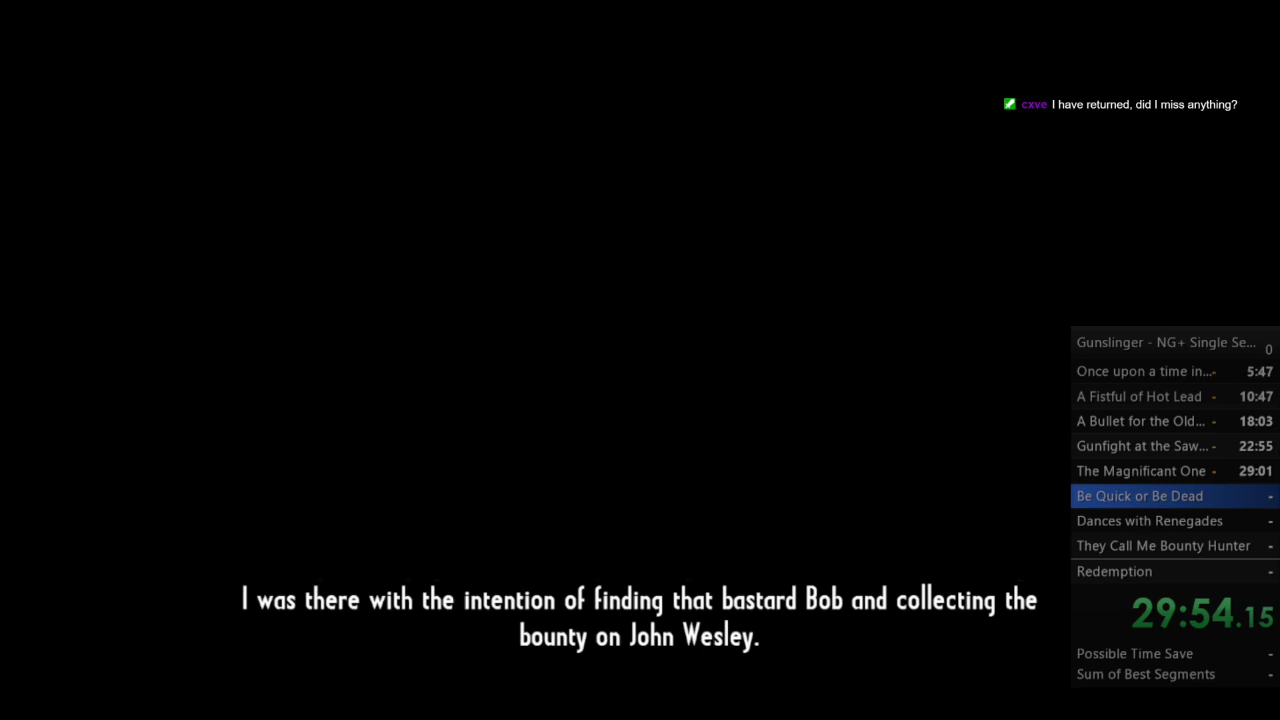 cxve I have returned, did I miss anything?
Gunslinger - NG+ Single Se... 0
Once upon a time in... - 5:47
A Fistful of Hot Lead - 10:47
A Bullet for the Old... - 18:03
Gunfight at the Saw... - 22:55
The Magnificant One - 29:01
Be Quick or Be Dead -
Dances with Renegades -
They Call Me Bounty Hunter -
Redemption -
I was there with the intention of finding that bastard Bob and collecting the
bounty on John Wesley.
29:54.15
Possible Time Save -
Sum of Best Segments -